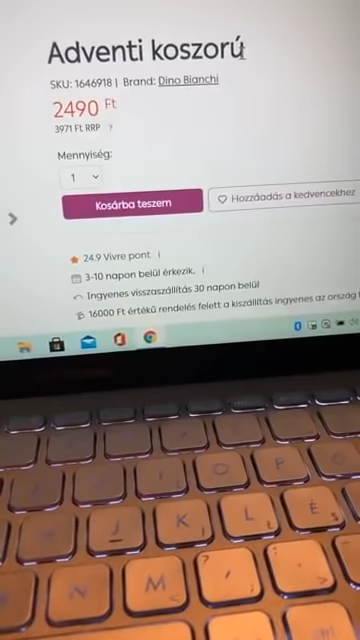 Adventi koszorú
SKU: 1646918 | Brand: Dino Bianchi
2490 Ft
3971 Ft RRP ?
Mennyiség:
1
Kosárba teszem
Hozzáadás a kedvencekhez
24.9 Vivre pont i
3-10 napon belül érkezik. i
Ingyenes visszaszállítás 30 napon belül
16000 Ft értékű rendelés felett a kiszállítás ingyenes az ország
O P
J K L É
N M ? , : . >